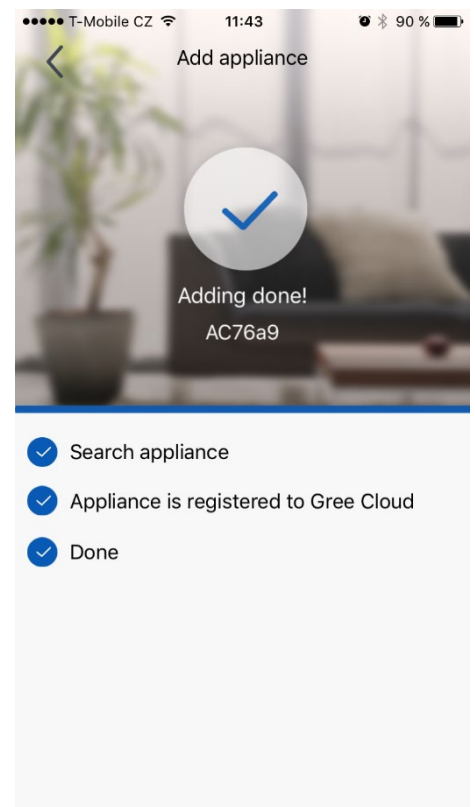 T-Mobile CZ 11:43 90 %
Add appliance
Adding done!
AC76a9
Search appliance
Appliance is registered to Gree Cloud
Done